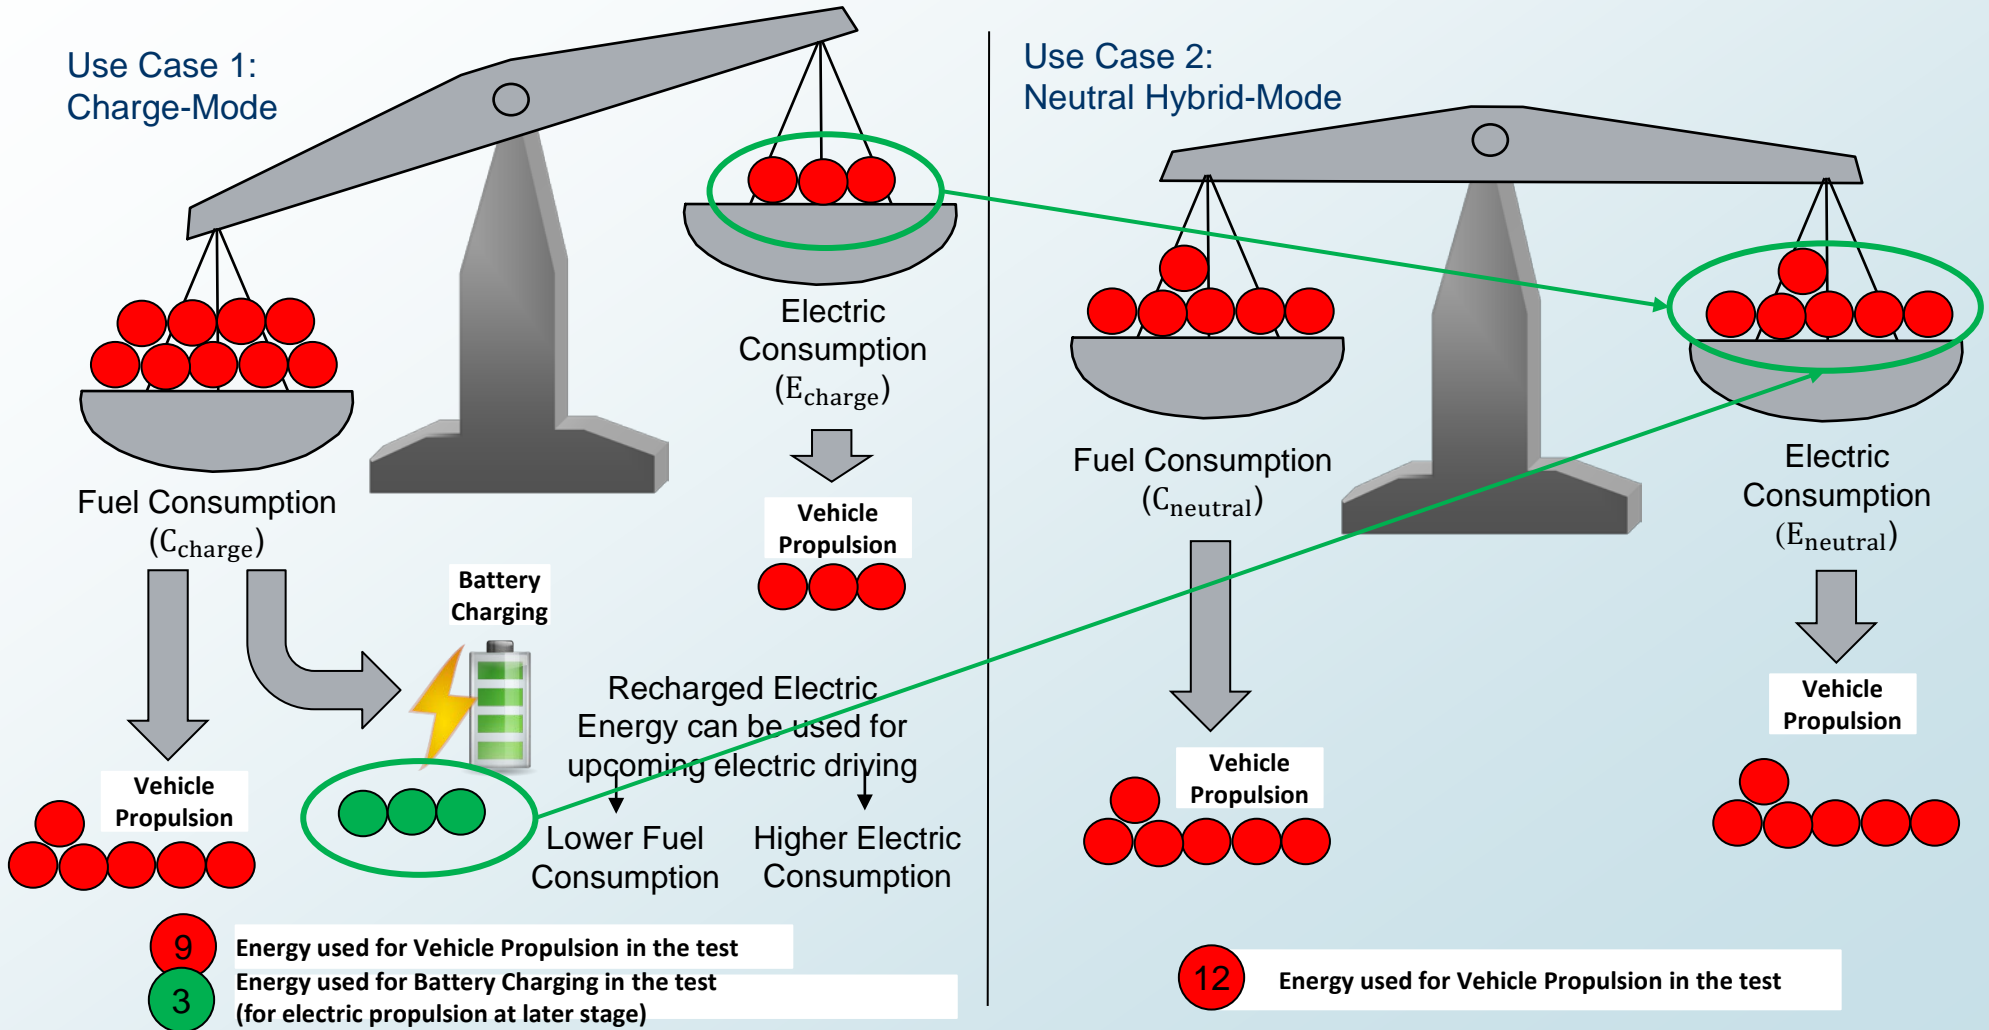 Use Case 1:
Charge-Mode
Electric
Consumption
(E_charge)
Fuel Consumption
(C_charge)
Vehicle
Propulsion
Battery
Charging
Recharged Electric
Energy can be used for
upcoming electric driving
Vehicle
Propulsion
Lower Fuel
Consumption
Higher Electric
Consumption
9
Energy used for Vehicle Propulsion in the test
3
Energy used for Battery Charging in the test
(for electric propulsion at later stage)
Use Case 2:
Neutral Hybrid-Mode
Fuel Consumption
(C_neutral)
Electric
Consumption
(E_neutral)
Vehicle
Propulsion
Vehicle
Propulsion
12
Energy used for Vehicle Propulsion in the test